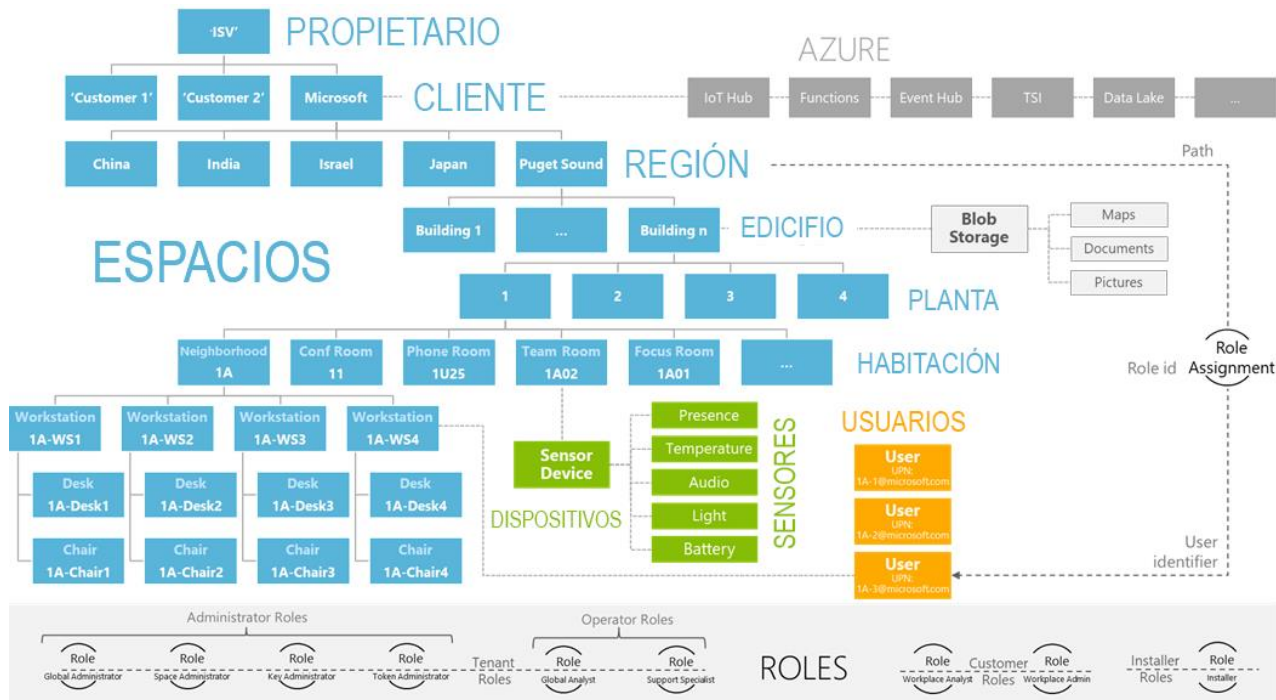 'ISV'
PROPIETARIO
AZURE
'Customer 1'
'Customer 2'
Microsoft
CLIENTE
IoT Hub
Functions
Event Hub
TSI
Data Lake
...
China
India
Israel
Japan
Puget Sound
REGIÓN
Path
Building 1
...
Building n
EDICIFIO
Blob
Storage
Maps
Documents
Pictures
ESPACIOS
1
2
3
4
PLANTA
Neighborhood
1A
Conf Room
11
Phone Room
1U25
Team Room
1A02
Focus Room
1A01
...
HABITACIÓN
Role id
Role
Assignment
Workstation
1A-WS1
Workstation
1A-WS2
Workstation
1A-WS3
Workstation
1A-WS4
Desk
1A-Desk1
Desk
1A-Desk2
Desk
1A-Desk3
Desk
1A-Desk4
Chair
1A-Chair1
Chair
1A-Chair2
Chair
1A-Chair3
Chair
1A-Chair4
Sensor
Device
DISPOSITIVOS
Presence
Temperature
Audio
Light
Battery
SENSORES
USUARIOS
User
UPN:
1A-1@microsoft.com
User
UPN:
1A-2@microsoft.com
User
UPN:
1A-3@microsoft.com
User
identifier
Administrator Roles
Role
Global Administrator
Role
Space Administrator
Role
Key Administrator
Role
Token Administrator
Tenant
Roles
Operator Roles
Role
Global Analyst
Role
Support Specialist
ROLES
Role
Workplace Analyst
Customer
Roles
Role
Workplace Admin
Installer
Roles
Role
Installer